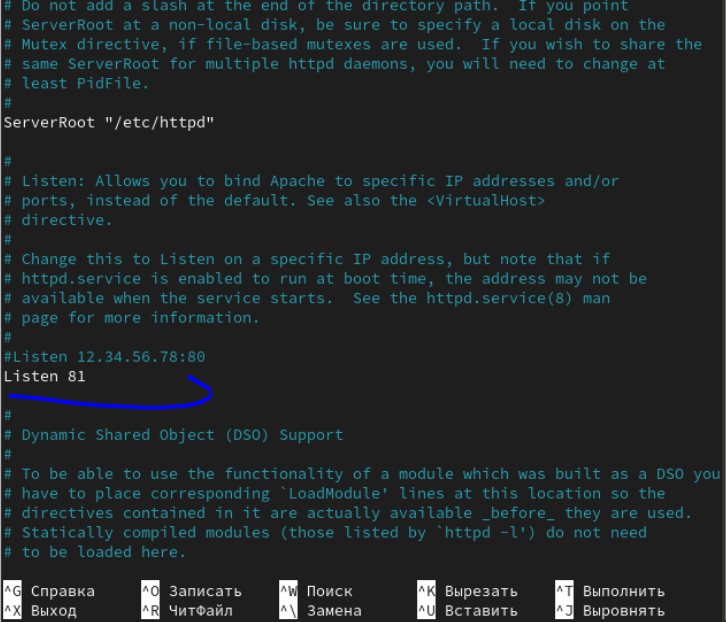 # Do not add a slash at the end of the directory path.  If you point
# ServerRoot at a non-local disk, be sure to specify a local disk on the
# Mutex directive, if file-based mutexes are used.  If you wish to share the
# same ServerRoot for multiple httpd daemons, you will need to change at
# least PidFile.
#
ServerRoot "/etc/httpd"
#
# Listen: Allows you to bind Apache to specific IP addresses and/or
# ports, instead of the default. See also the <VirtualHost>
# directive.
#
# Change this to Listen on a specific IP address, but note that if
# httpd.service is enabled to run at boot time, the address may not be
# available when the service starts.  See the httpd.service(8) man
# page for more information.
#
#Listen 12.34.56.78:80
Listen 81
#
# Dynamic Shared Object (DSO) Support
#
# To be able to use the functionality of a module which was built as a DSO you
# have to place corresponding `LoadModule' lines at this location so the
# directives contained in it are actually available _before_ they are used.
# Statically compiled modules (those listed by `httpd -l') do not need
# to be loaded here.
^G Справка ^O Записать ^W Поиск ^K Вырезать ^T Выполнить
^X Выход ^R ЧитФайл ^\ Замена ^U Вставить ^J Выровнять